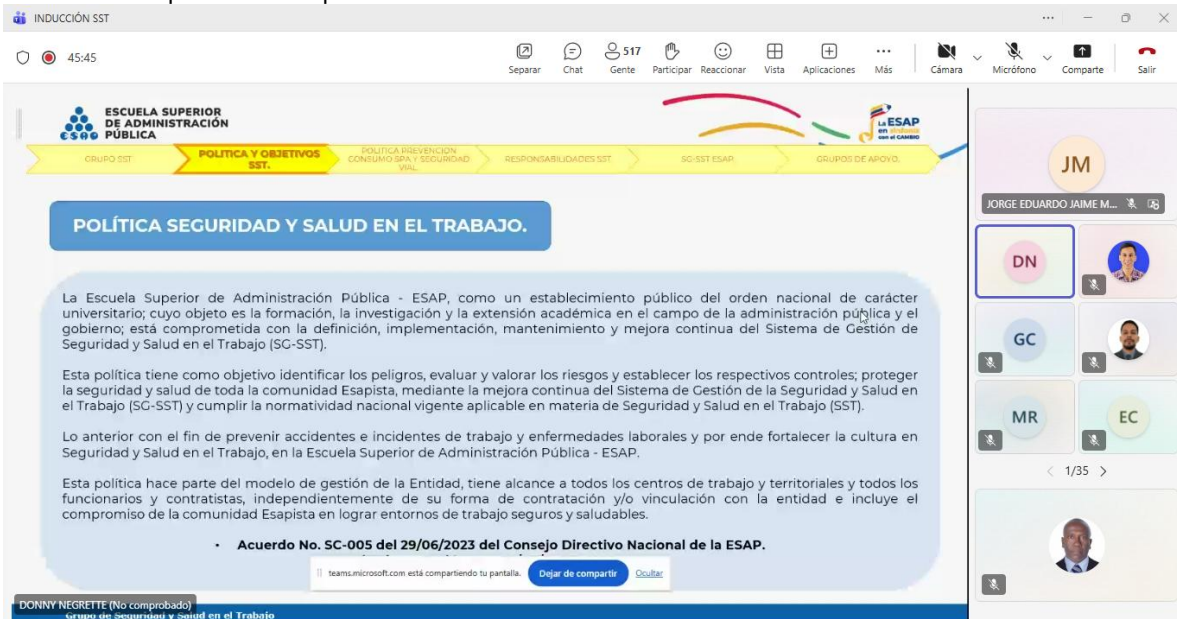 INDUCCIÓN SST
45:45
Separar
Chat
517
Gente
Participar
Reaccionar
Vista
Aplicaciones
Más
Cámara
Micrófono
Comparte
Salir
ESCUELA SUPERIOR
DE ADMINISTRACIÓN
PÚBLICA
esap
La ESAP
en sintonía
con el CAMBIO
GRUPO SST
POLITICA Y OBJETIVOS
SST.
POLITICA PREVENCION
CONSUMO SPA Y SEGURIDAD
VIAL.
RESPONSABILIDADES SST
SG-SST ESAP.
GRUPOS DE APOYO.
POLÍTICA SEGURIDAD Y SALUD EN EL TRABAJO.
La Escuela Superior de Administración Pública - ESAP, como un establecimiento público del orden nacional de carácter
universitario; cuyo objeto es la formación, la investigación y la extensión académica en el campo de la administración pública y el
gobierno; está comprometida con la definición, implementación, mantenimiento y mejora continua del Sistema de Gestión de
Seguridad y Salud en el Trabajo (SG-SST).
Esta política tiene como objetivo identificar los peligros, evaluar y valorar los riesgos y establecer los respectivos controles; proteger
la seguridad y salud de toda la comunidad Esapista, mediante la mejora continua del Sistema de Gestión de la Seguridad y Salud en
el Trabajo (SG-SST) y cumplir la normatividad nacional vigente aplicable en materia de Seguridad y Salud en el Trabajo (SST).
Lo anterior con el fin de prevenir accidentes e incidentes de trabajo y enfermedades laborales y por ende fortalecer la cultura en
Seguridad y Salud en el Trabajo, en la Escuela Superior de Administración Pública - ESAP.
Esta política hace parte del modelo de gestión de la Entidad, tiene alcance a todos los centros de trabajo y territoriales y todos los
funcionarios y contratistas, independientemente de su forma de contratación y/o vinculación con la entidad e incluye el
compromiso de la comunidad Esapista en lograr entornos de trabajo seguros y saludables.
• Acuerdo No. SC-005 del 29/06/2023 del Consejo Directivo Nacional de la ESAP.
teams.microsoft.com está compartiendo tu pantalla.
Dejar de compartir
Ocultar
DONNY NEGRETTE (No comprobado)
Grupo de Seguridad y Salud en el Trabajo
JM
JORGE EDUARDO JAIME M...
DN
GC
MR
EC
1/35